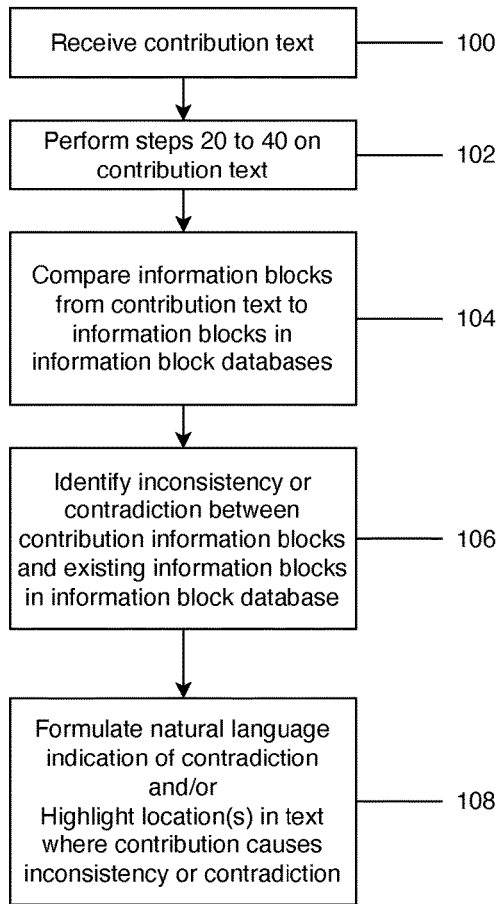 Receive contribution text
100
Perform steps 20 to 40 on
contribution text
102
Compare information blocks
from contribution text to
information blocks in
information block databases
104
Identify inconsistency or
contradiction between
contribution information blocks
and existing information blocks
in information block database
106
Formulate natural language
indication of contradiction
and/or
Highlight location(s) in text
where contribution causes
inconsistency or contradiction
108